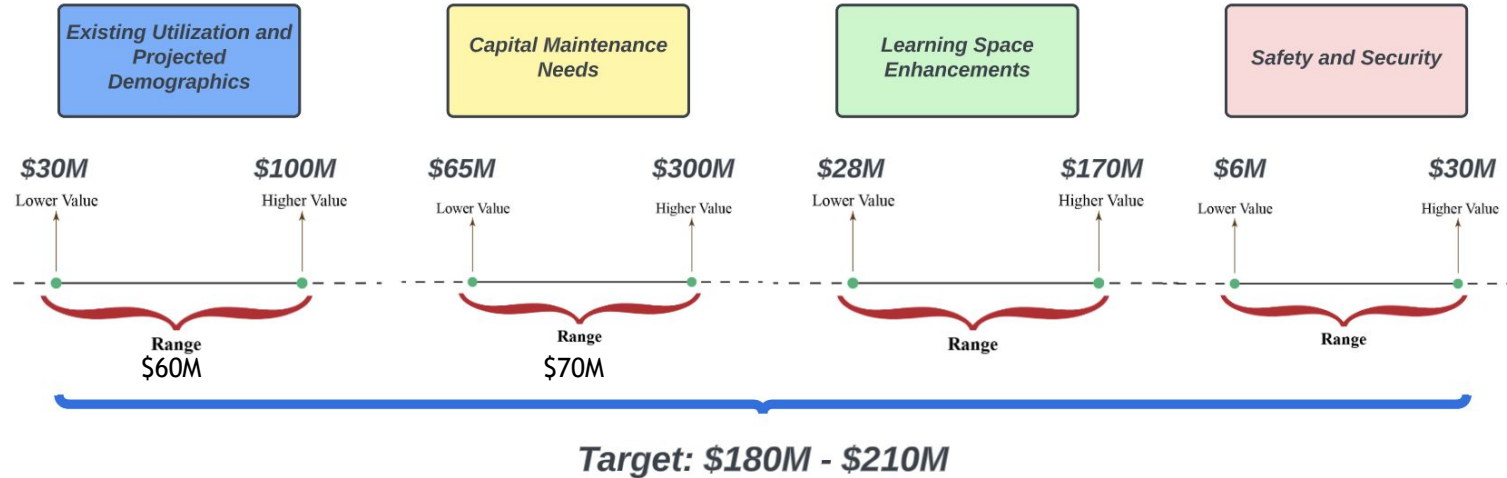 Existing Utilization and
Projected
Demographics
Capital Maintenance
Needs
Learning Space
Enhancements
Safety and Security
$30M
$100M
$65M
$300M
$28M
$170M
$6M
$30M
Lower Value
Higher Value
Lower Value
Higher Value
Lower Value
Higher Value
Lower Value
Higher Value
Range
Range
Range
Range
$60M
$70M
Target: $180M - $210M